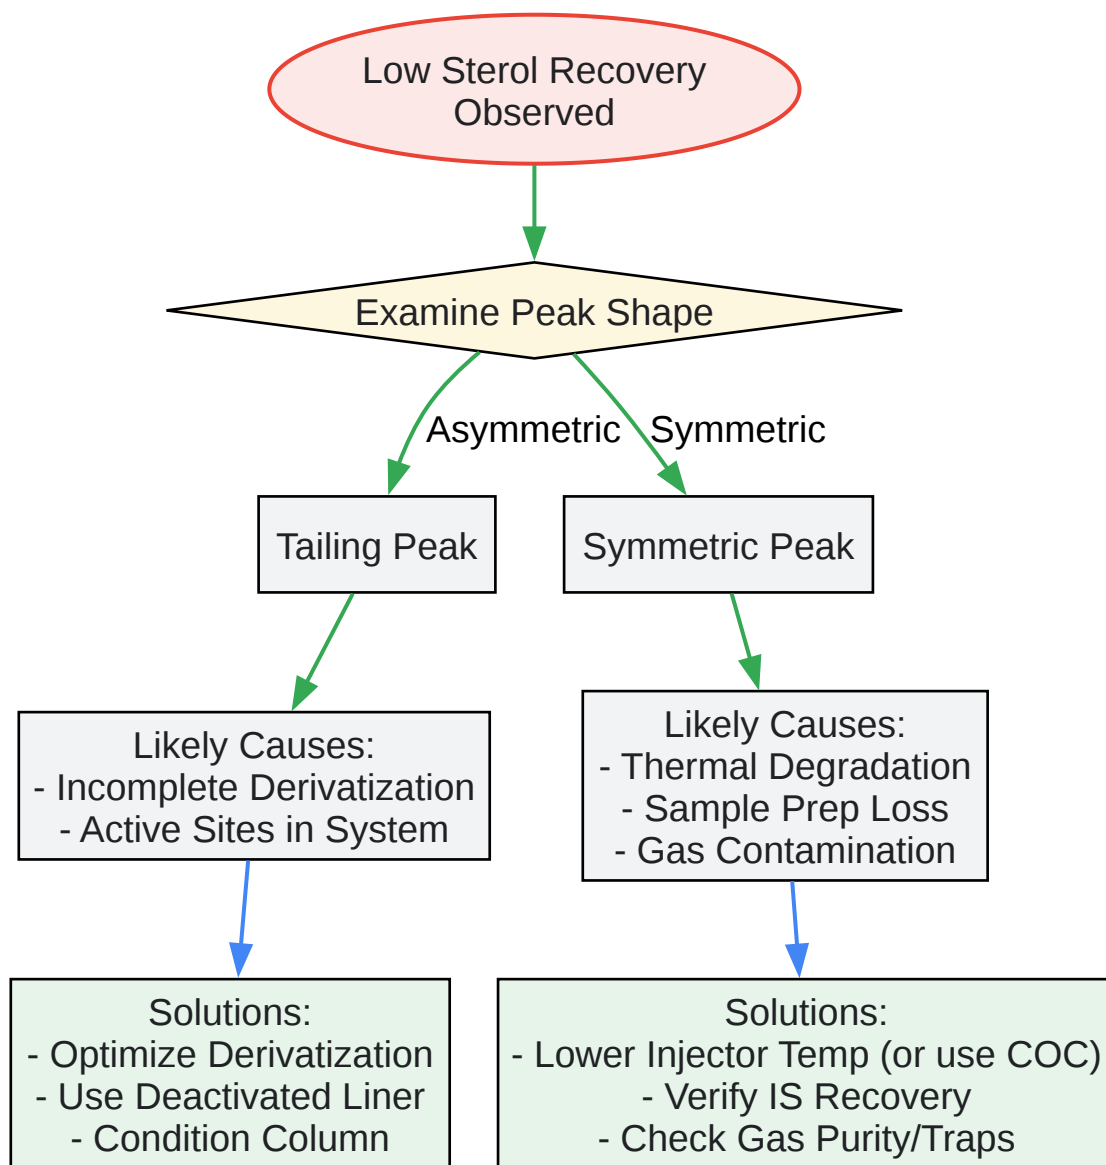 Low Sterol Recovery
Observed
Examine Peak Shape
Asymmetric
Symmetric
Tailing Peak
Symmetric Peak
Likely Causes:
- Incomplete Derivatization
- Active Sites in System
Likely Causes:
- Thermal Degradation
- Sample Prep Loss
- Gas Contamination
Solutions:
- Optimize Derivatization
- Use Deactivated Liner
- Condition Column
Solutions:
- Lower Injector Temp (or use COC)
- Verify IS Recovery
- Check Gas Purity/Traps